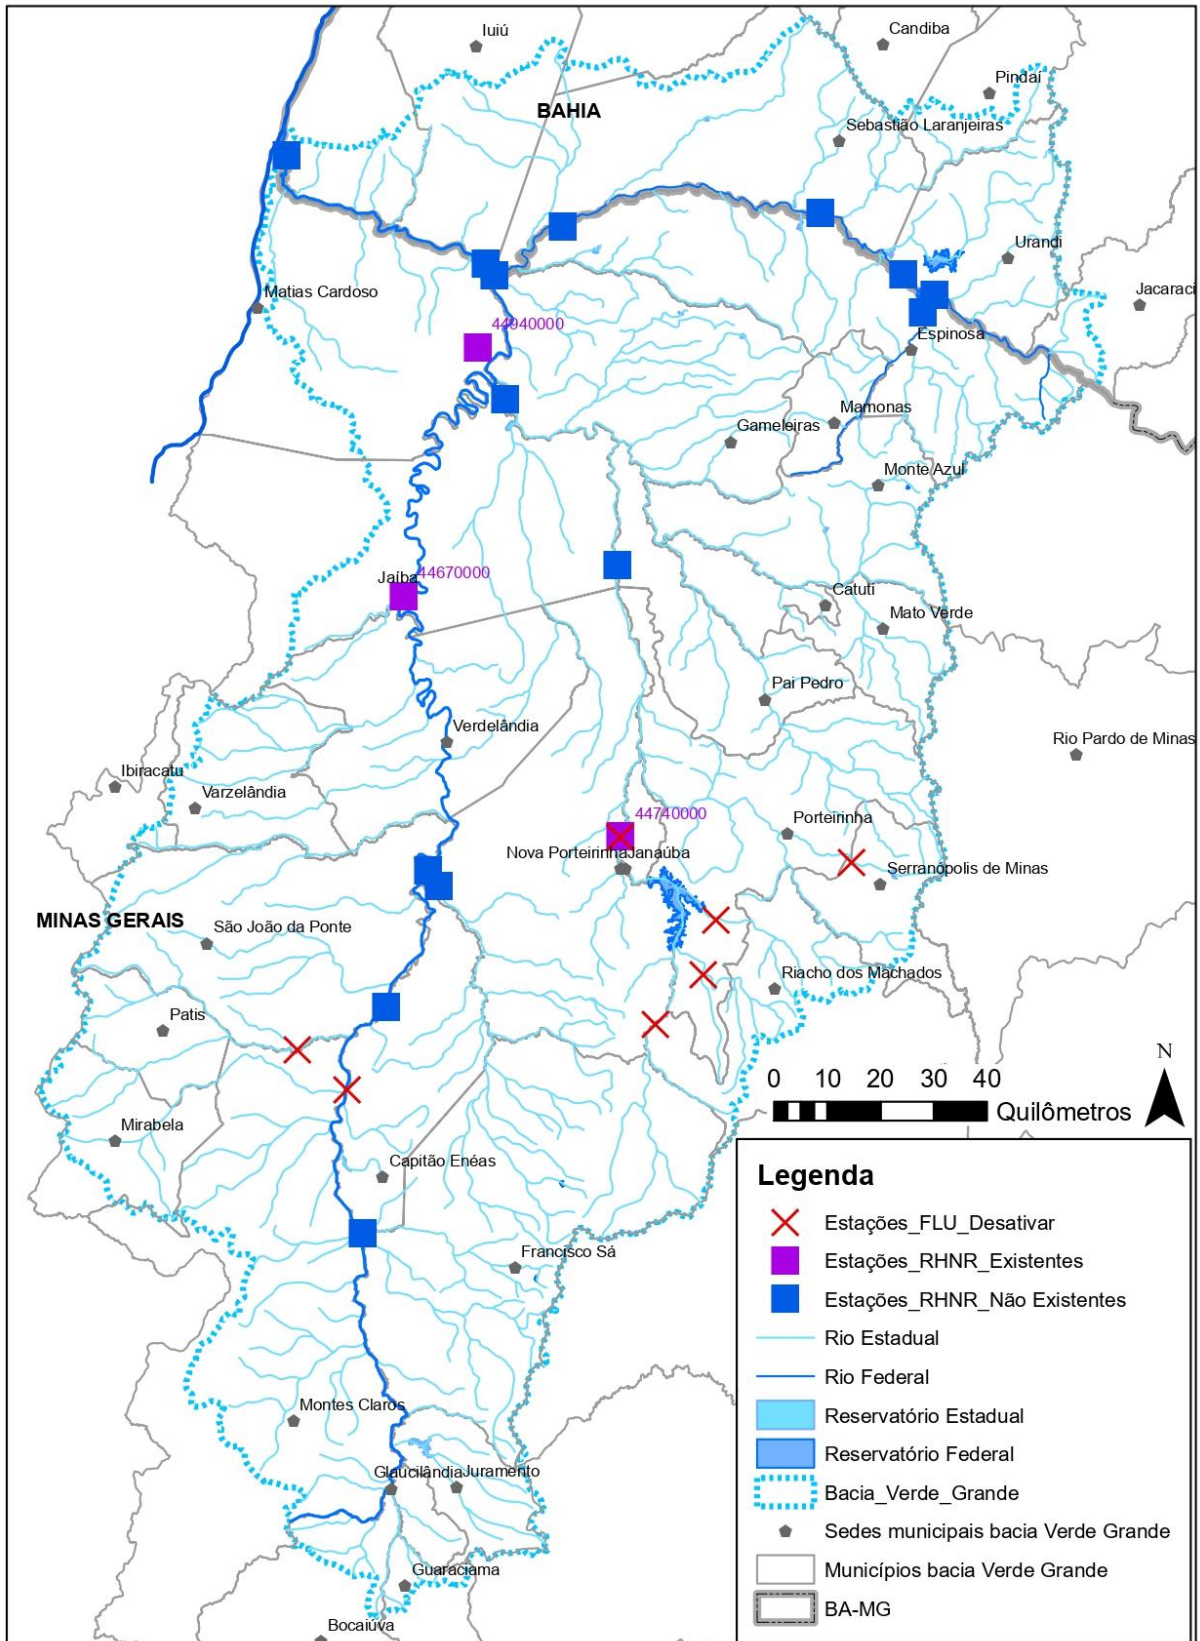 Iuiú
Candiba
Pindaí
BAHIA
Sebastião Laranjeiras
Urandi
Matias Cardoso
Jacaraci
44940000
Espinosa
Mamonas
Gameleiras
Monte Azul
Jaíba
44670000
Catuti
Mato Verde
Pai Pedro
Verdelândia
Rio Pardo de Minas
Ibiracatu
Varzelândia
44740000
Porteirinha
Nova Porteirinha
Janaúba
Serranópolis de Minas
MINAS GERAIS
São João da Ponte
Riacho dos Machados
Patis
N
0 10 20 30 40
Quilômetros
Mirabela
Capitão Enéas
Francisco Sá
Montes Claros
Glaucilândia
Juramento
Guaraciama
Bocaiúva
Legenda
Estações_FLU_Desativar
Estações_RHNR_Existentes
Estações_RHNR_Não Existentes
Rio Estadual
Rio Federal
Reservatório Estadual
Reservatório Federal
Bacia_Verde_Grande
Sedes municipais bacia Verde Grande
Municípios bacia Verde Grande
BA-MG